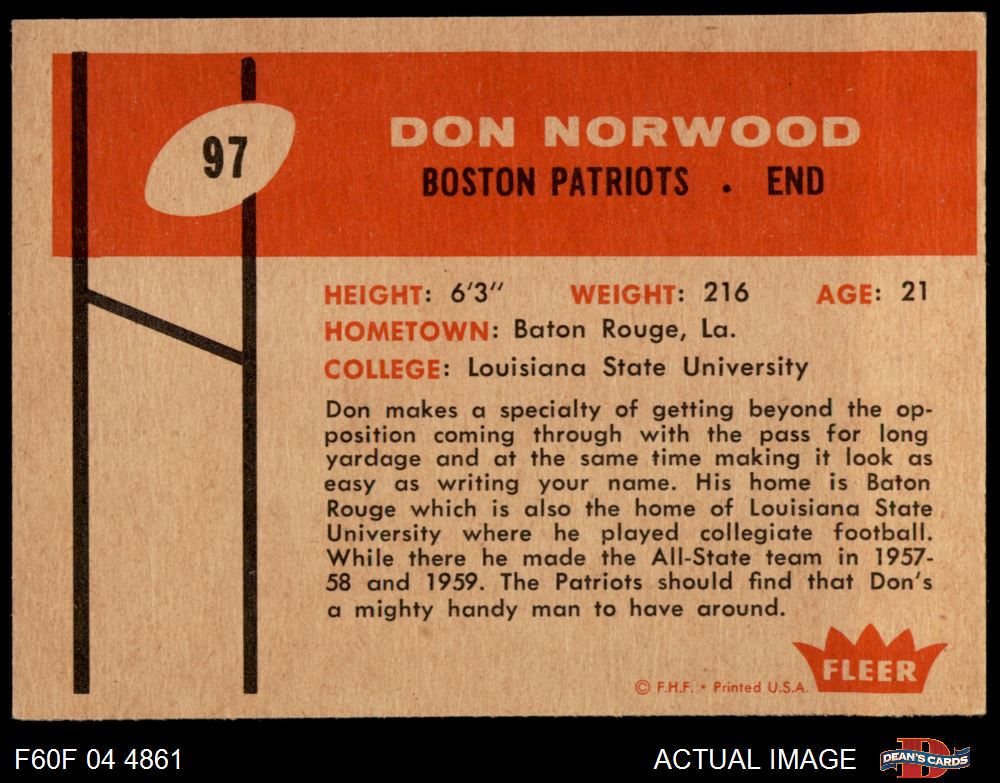 97
DON NORWOOD
BOSTON PATRIOTS . END
HEIGHT: 6'3" WEIGHT: 216 AGE: 21
HOMETOWN: Baton Rouge, La.
COLLEGE: Louisiana State University
Don makes a specialty of getting beyond the op-
position coming through with the pass for long
yardage and at the same time making it look as
easy as writing your name. His home is Baton
Rouge which is also the home of Louisiana State
University where he played collegiate football.
While there he made the All-State team in 1957-
58 and 1959. The Patriots should find that Don's
a mighty handy man to have around.
FLEER
© F.H.F. • Printed U.S.A.
F60F 04 4861
ACTUAL IMAGE
D
DEAN'S CARDS